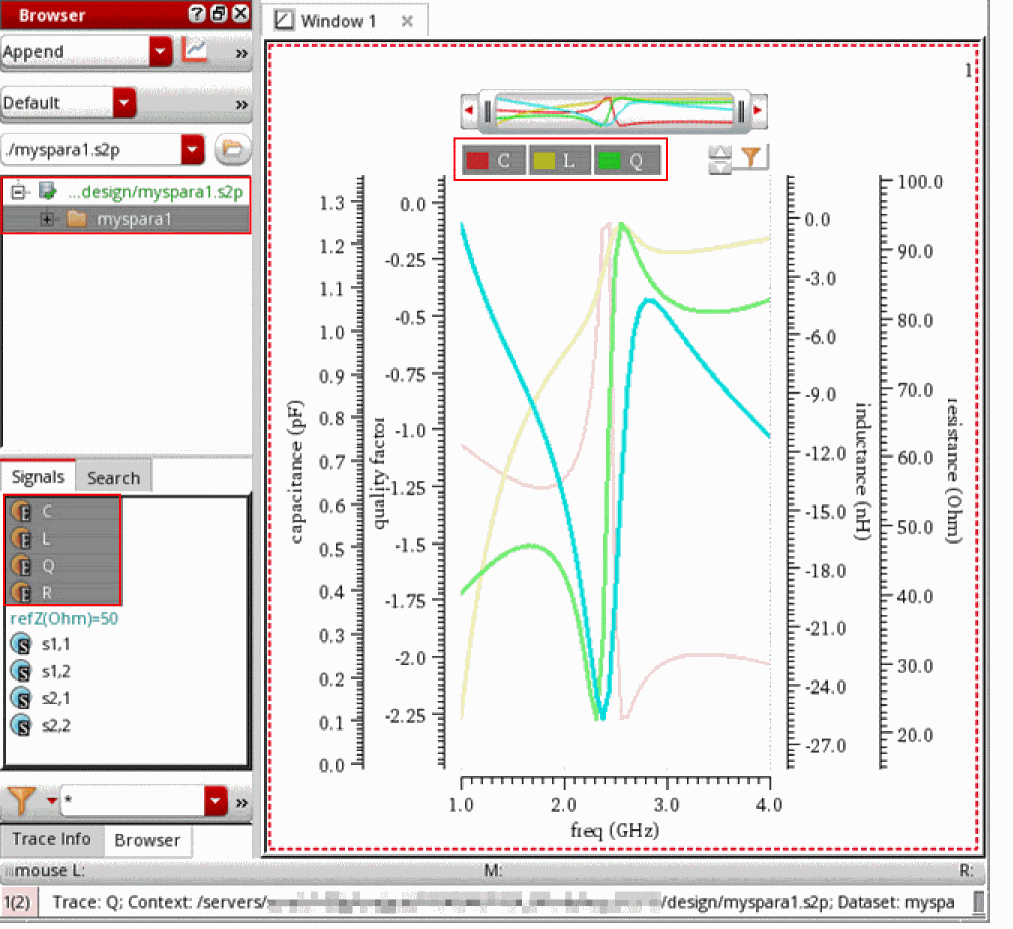 Browser
Window 1
Append
Default
./myspara1.s2p
...design/myspara1.s2p
myspara1
Signals
Search
C
L
Q
R
refZ(Ohm)=50
s1,1
s1,2
s2,1
s2,2
*
Trace Info
Browser
1
C
L
Q
1.3
1.2
1.1
1.0
0.9
0.8
0.7
0.6
0.5
0.4
0.3
0.2
0.1
0.0
capacitance (pF)
0.0
-0.25
-0.5
-0.75
-1.0
-1.25
-1.5
-1.75
-2.0
-2.25
quality factor
0.0
-3.0
-6.0
-9.0
-12.0
-15.0
-18.0
-21.0
-24.0
-27.0
inductance (nH)
100.0
90.0
80.0
70.0
60.0
50.0
40.0
30.0
20.0
resistance (Ohm)
1.0 2.0 3.0 4.0
freq (GHz)
mouse L: M: R:
1(2) Trace: Q; Context: /servers/ /design/myspara1.s2p; Dataset: myspa